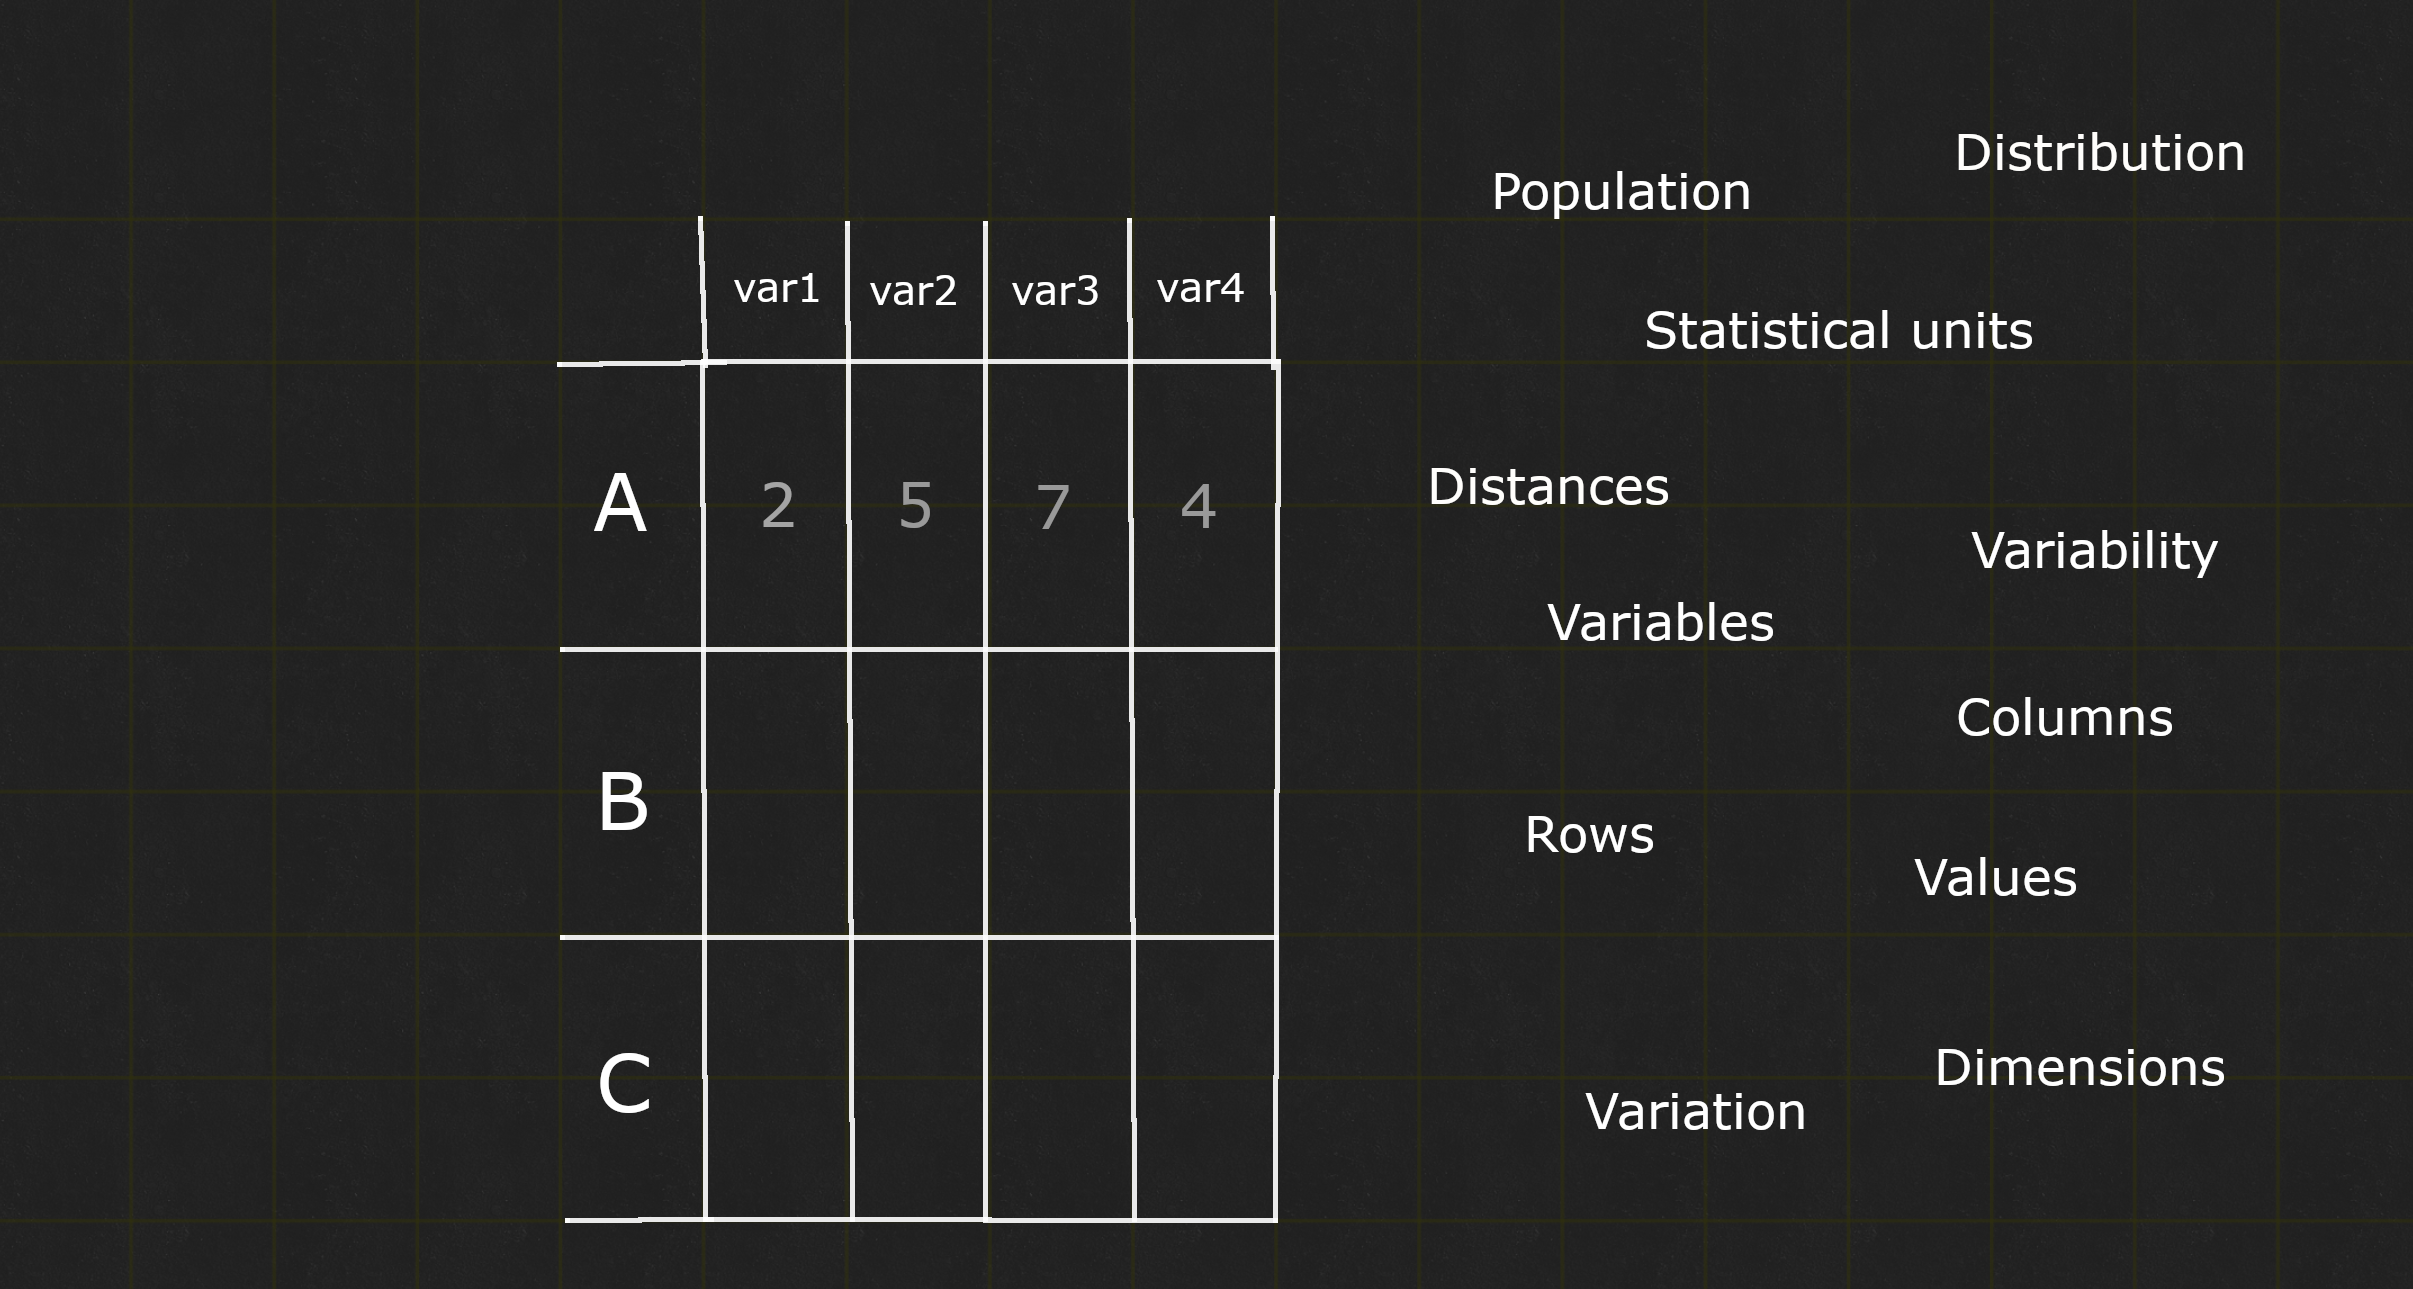 var1 var2 var3 var4
A 2 5 7 4
B
C
Population
Distribution
Statistical units
Distances
Variability
Variables
Columns
Rows
Values
Dimensions
Variation